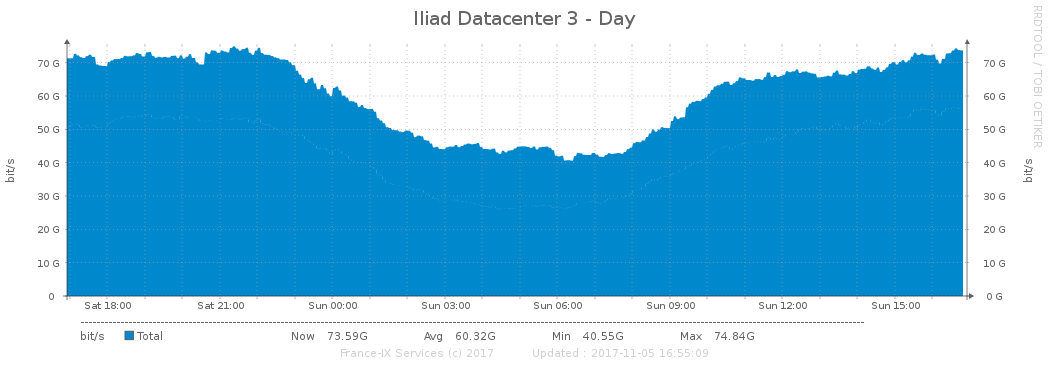 Iliad Datacenter 3 - Day
RRDTOOL / TOBI OETIKER
bit/s
70 G
60 G
50 G
40 G
30 G
20 G
10 G
0
70 G
60 G
50 G
40 G
30 G
20 G
10 G
0 G
bit/s
Sat 18:00 Sat 21:00 Sun 00:00 Sun 03:00 Sun 06:00 Sun 09:00 Sun 12:00 Sun 15:00
bit/s Total Now 73.59G Avg 60.32G Min 40.55G Max 74.84G
France-IX Services (c) 2017 Updated : 2017-11-05 16:55:09